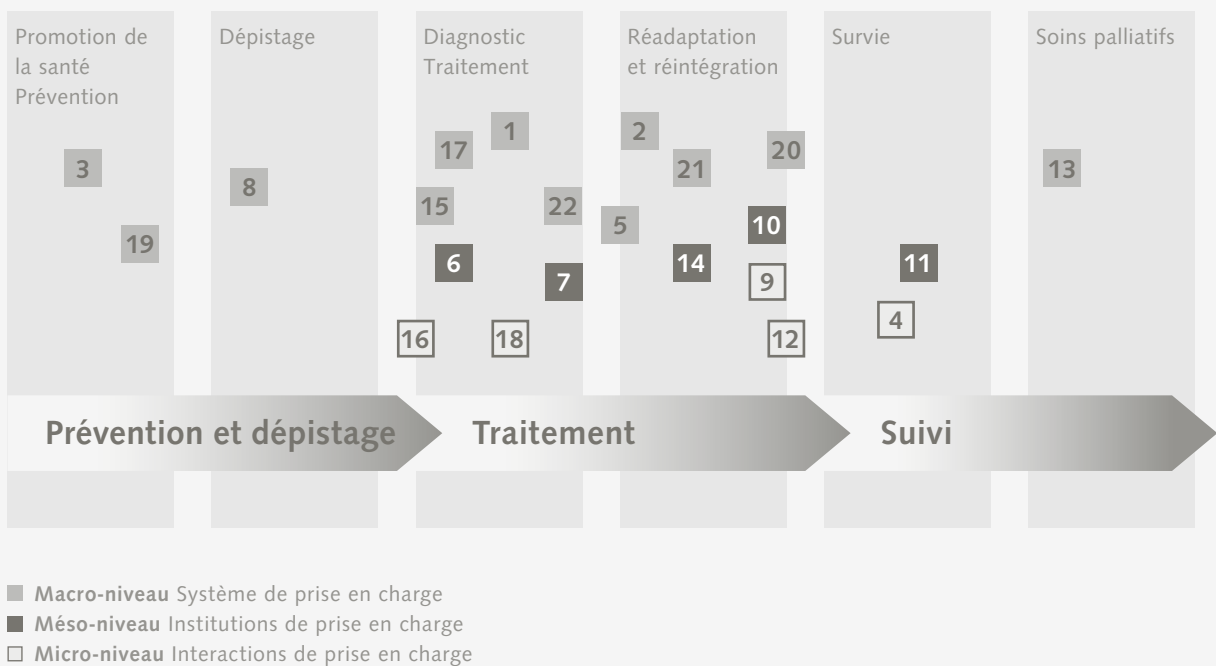 Promotion de
la santé
Prévention
Dépistage
Diagnostic
Traitement
Réadaptation
et réintégration
Survie
Soins palliatifs
1
2
17
20
3
21
13
8
15
22
5
10
19
6
14
11
7
9
4
16
18
12
Prévention et dépistage
Traitement
Suivi
Macro-niveau Système de prise en charge
Méso-niveau Institutions de prise en charge
Micro-niveau Interactions de prise en charge